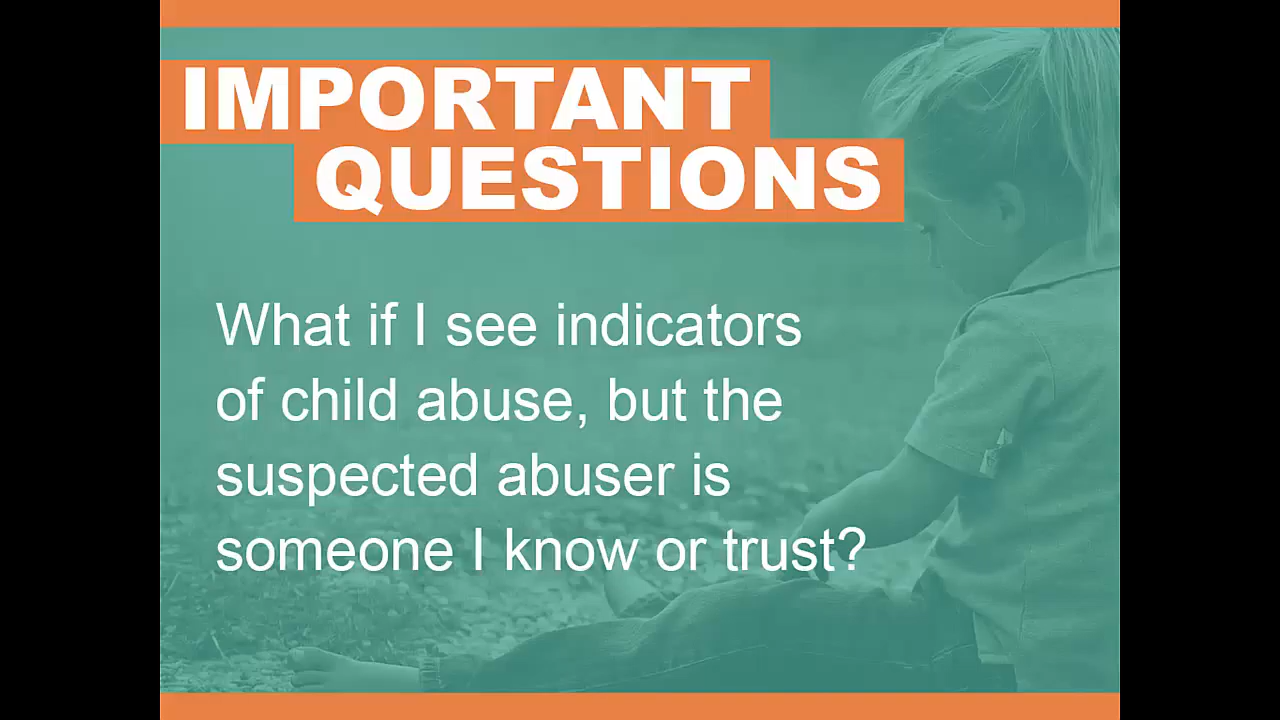 IMPORTANT
QUESTIONS
What if I see indicators
of child abuse, but the
suspected abuser is
someone I know or trust?